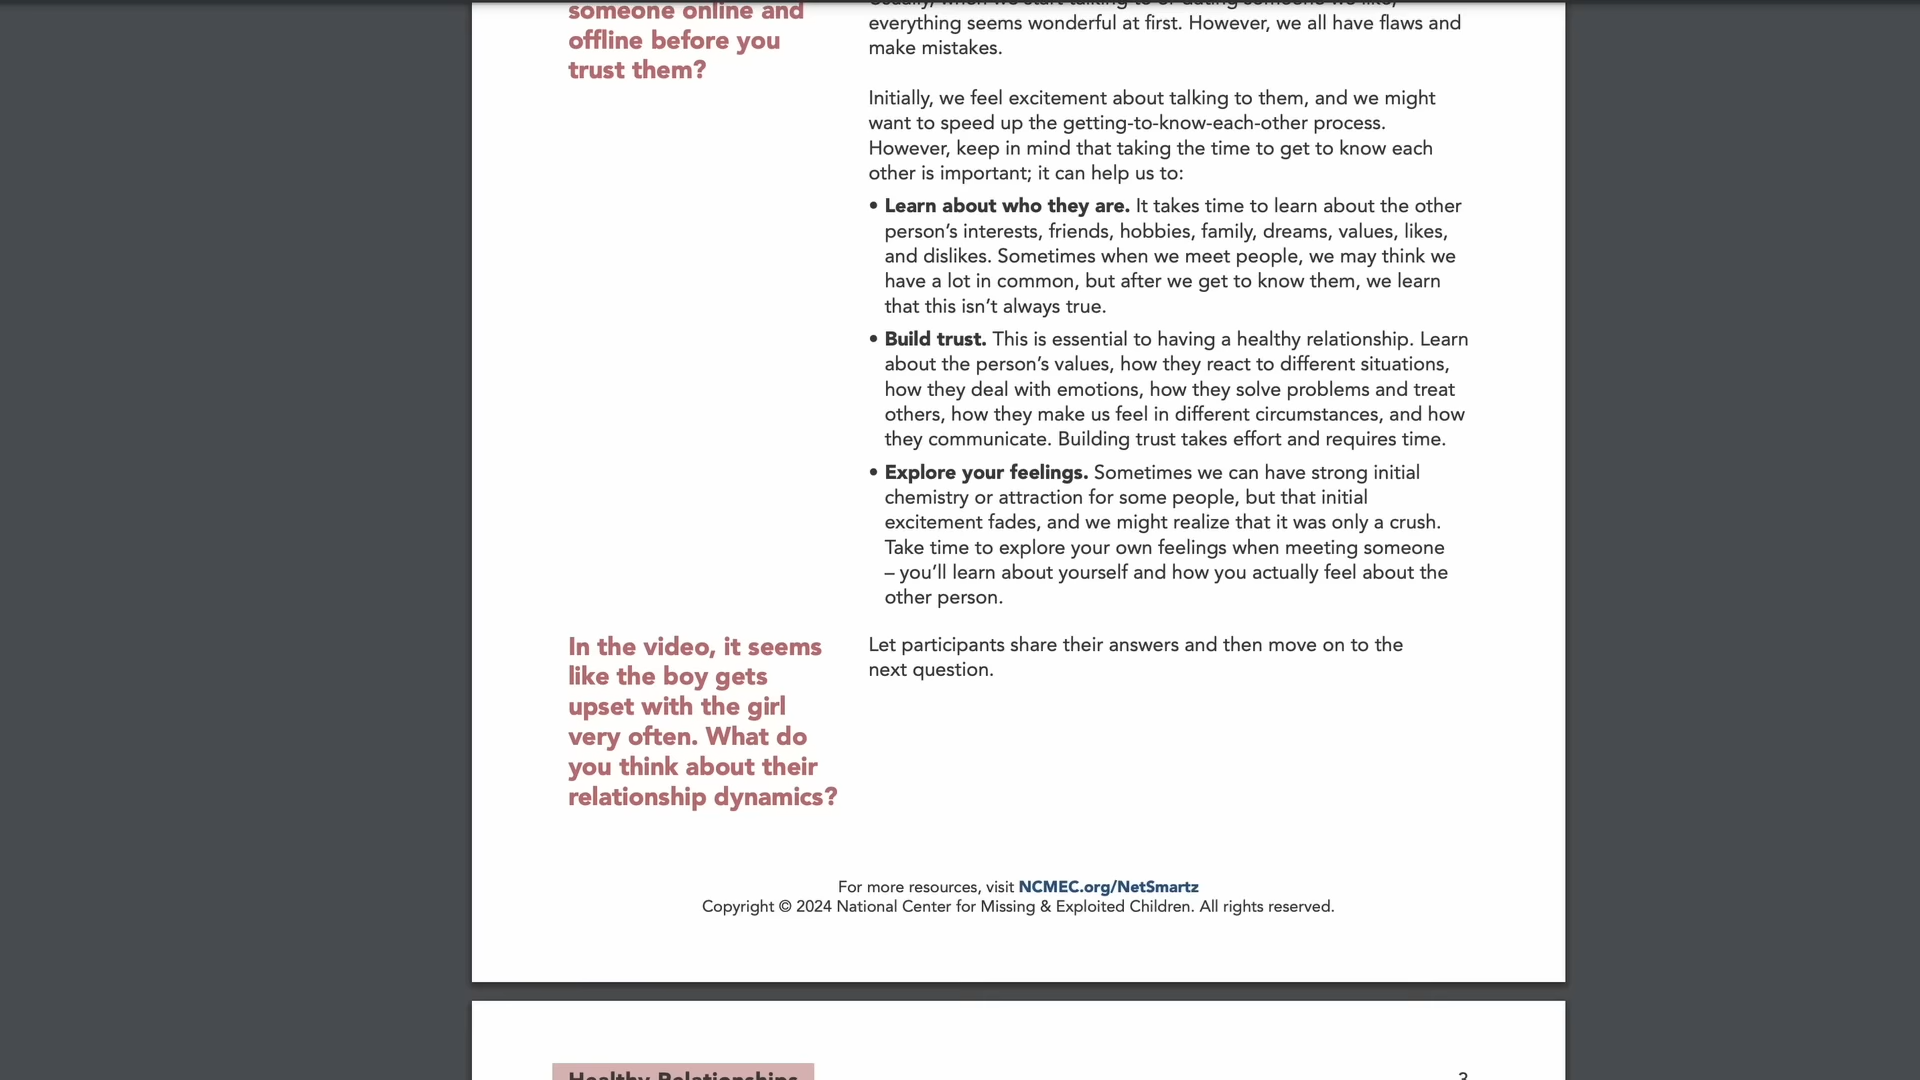 someone online and
offline before you
trust them?
Usually, when we start talking to or dating someone we like,
everything seems wonderful at first. However, we all have flaws and
make mistakes.
Initially, we feel excitement about talking to them, and we might
want to speed up the getting-to-know-each-other process.
However, keep in mind that taking the time to get to know each
other is important; it can help us to:
• Learn about who they are. It takes time to learn about the other
person’s interests, friends, hobbies, family, dreams, values, likes,
and dislikes. Sometimes when we meet people, we may think we
have a lot in common, but after we get to know them, we learn
that this isn’t always true.
• Build trust. This is essential to having a healthy relationship. Learn
about the person’s values, how they react to different situations,
how they deal with emotions, how they solve problems and treat
others, how they make us feel in different circumstances, and how
they communicate. Building trust takes effort and requires time.
• Explore your feelings. Sometimes we can have strong initial
chemistry or attraction for some people, but that initial
excitement fades, and we might realize that it was only a crush.
Take time to explore your own feelings when meeting someone
– you’ll learn about yourself and how you actually feel about the
other person.
In the video, it seems
like the boy gets
upset with the girl
very often. What do
you think about their
relationship dynamics?
Let participants share their answers and then move on to the
next question.
For more resources, visit NCMEC.org/NetSmartz
Copyright © 2024 National Center for Missing & Exploited Children. All rights reserved.
Healthy Relationships
3